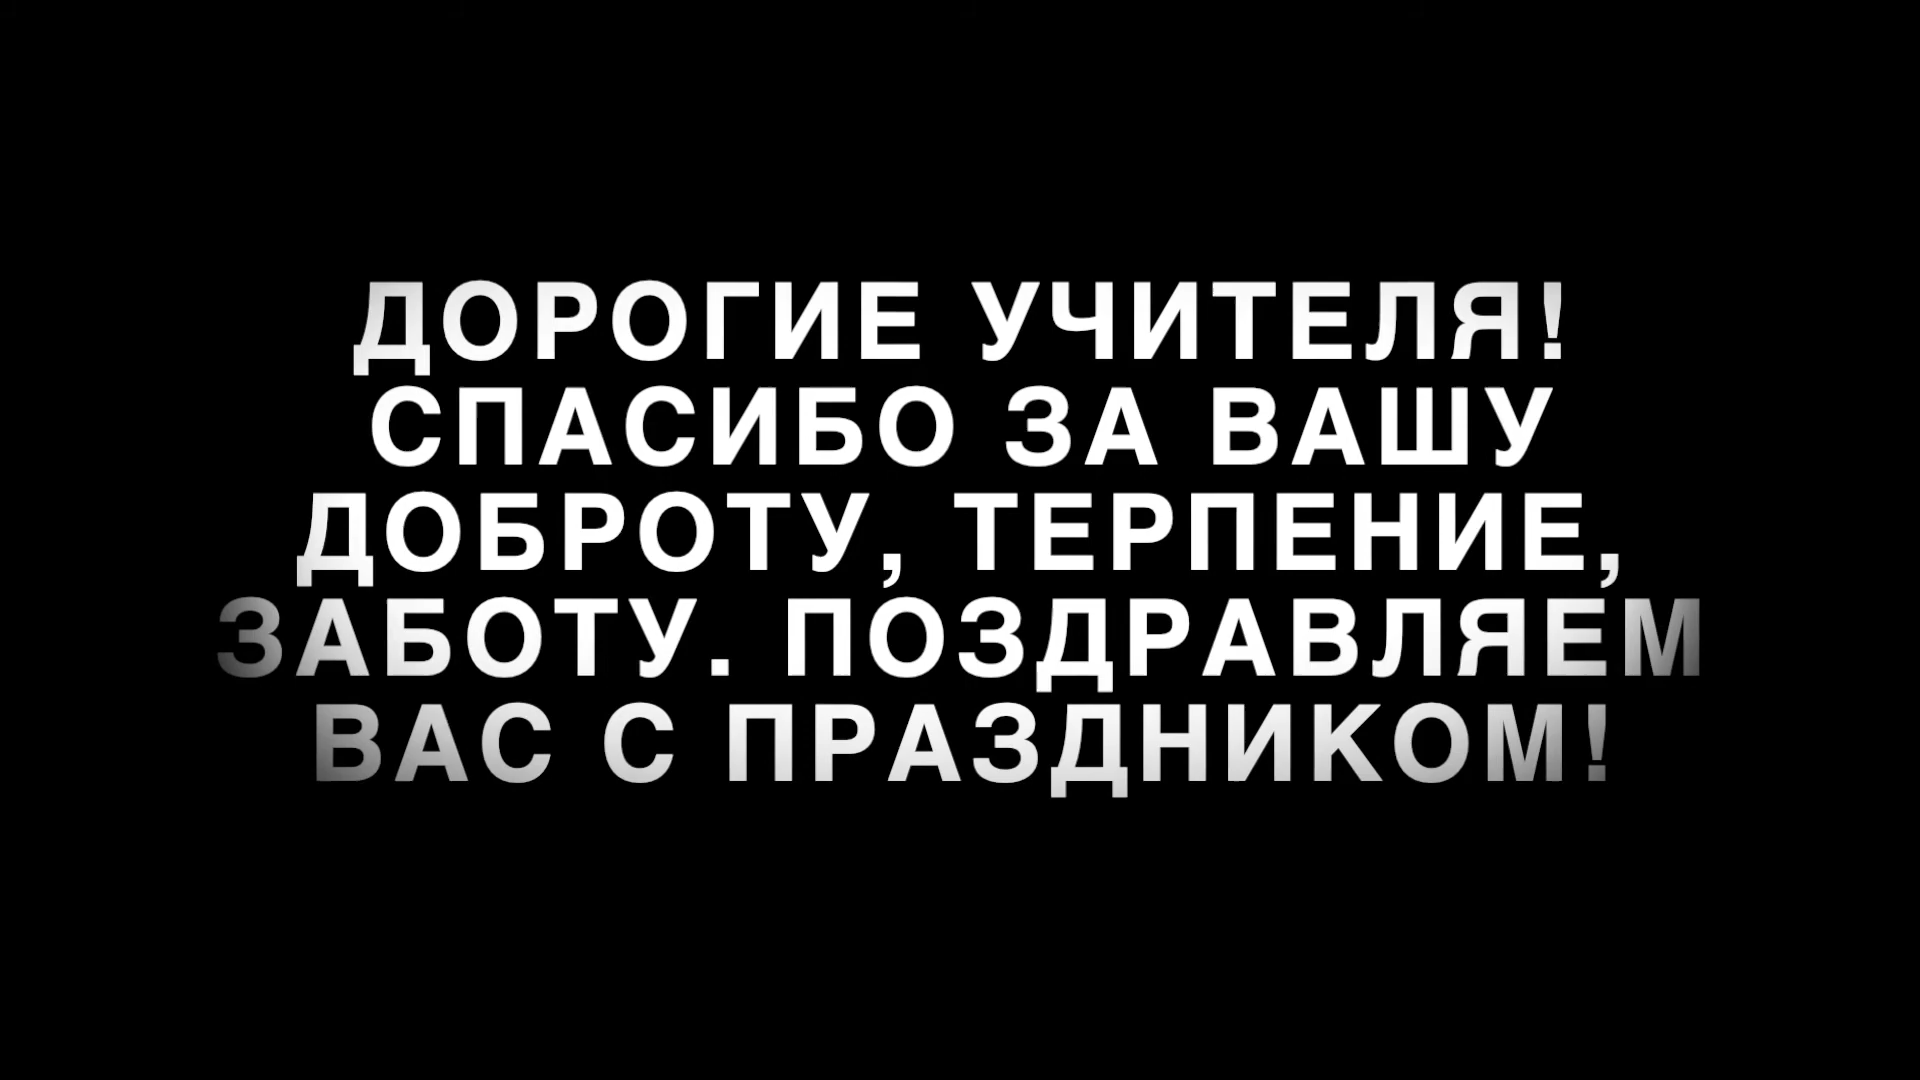 ДОРОГИЕ УЧИТЕЛЯ!
СПАСИБО ЗА ВАШУ
ДОБРОТУ, ТЕРПЕНИЕ,
ЗАБОТУ. ПОЗДРАВЛЯЕМ
ВАС С ПРАЗДНИКОМ!